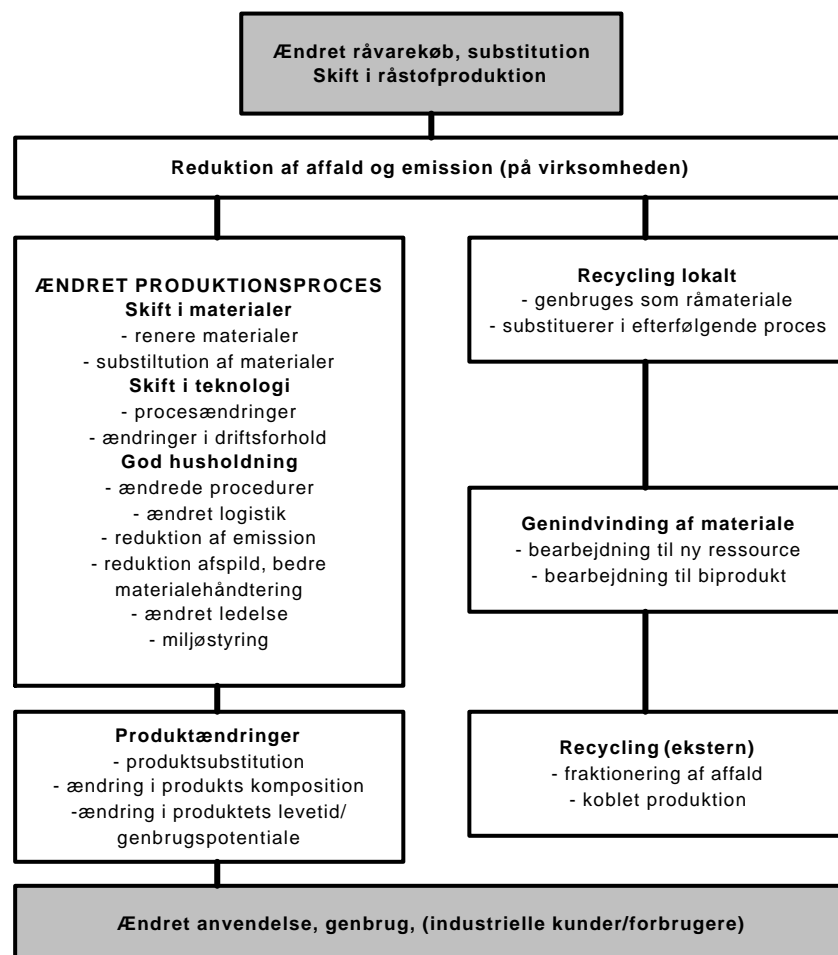 Ændret råvarekøb, substitution
Skift i råstofproduktion
Reduktion af affald og emission (på virksomheden)
ÆNDRET PRODUKTIONSPROCES
Skift i materialer
- renere materialer
- substiltution af materialer
Skift i teknologi
- procesændringer
- ændringer i driftsforhold
God husholdning
- ændrede procedurer
- ændret logistik
- reduktion af emission
- reduktion afspild, bedre
materialehåndtering
- ændret ledelse
- miljøstyring
Produktændringer
- produktsubstitution
- ændring i produkts komposition
-ændring i produktets levetid/
genbrugspotentiale
Recycling lokalt
- genbruges som råmateriale
- substituerer i efterfølgende proces
Genindvinding af materiale
- bearbejdning til ny ressource
- bearbejdning til biprodukt
Recycling (ekstern)
- fraktionering af affald
- koblet produktion
Ændret anvendelse, genbrug, (industrielle kunder/forbrugere)